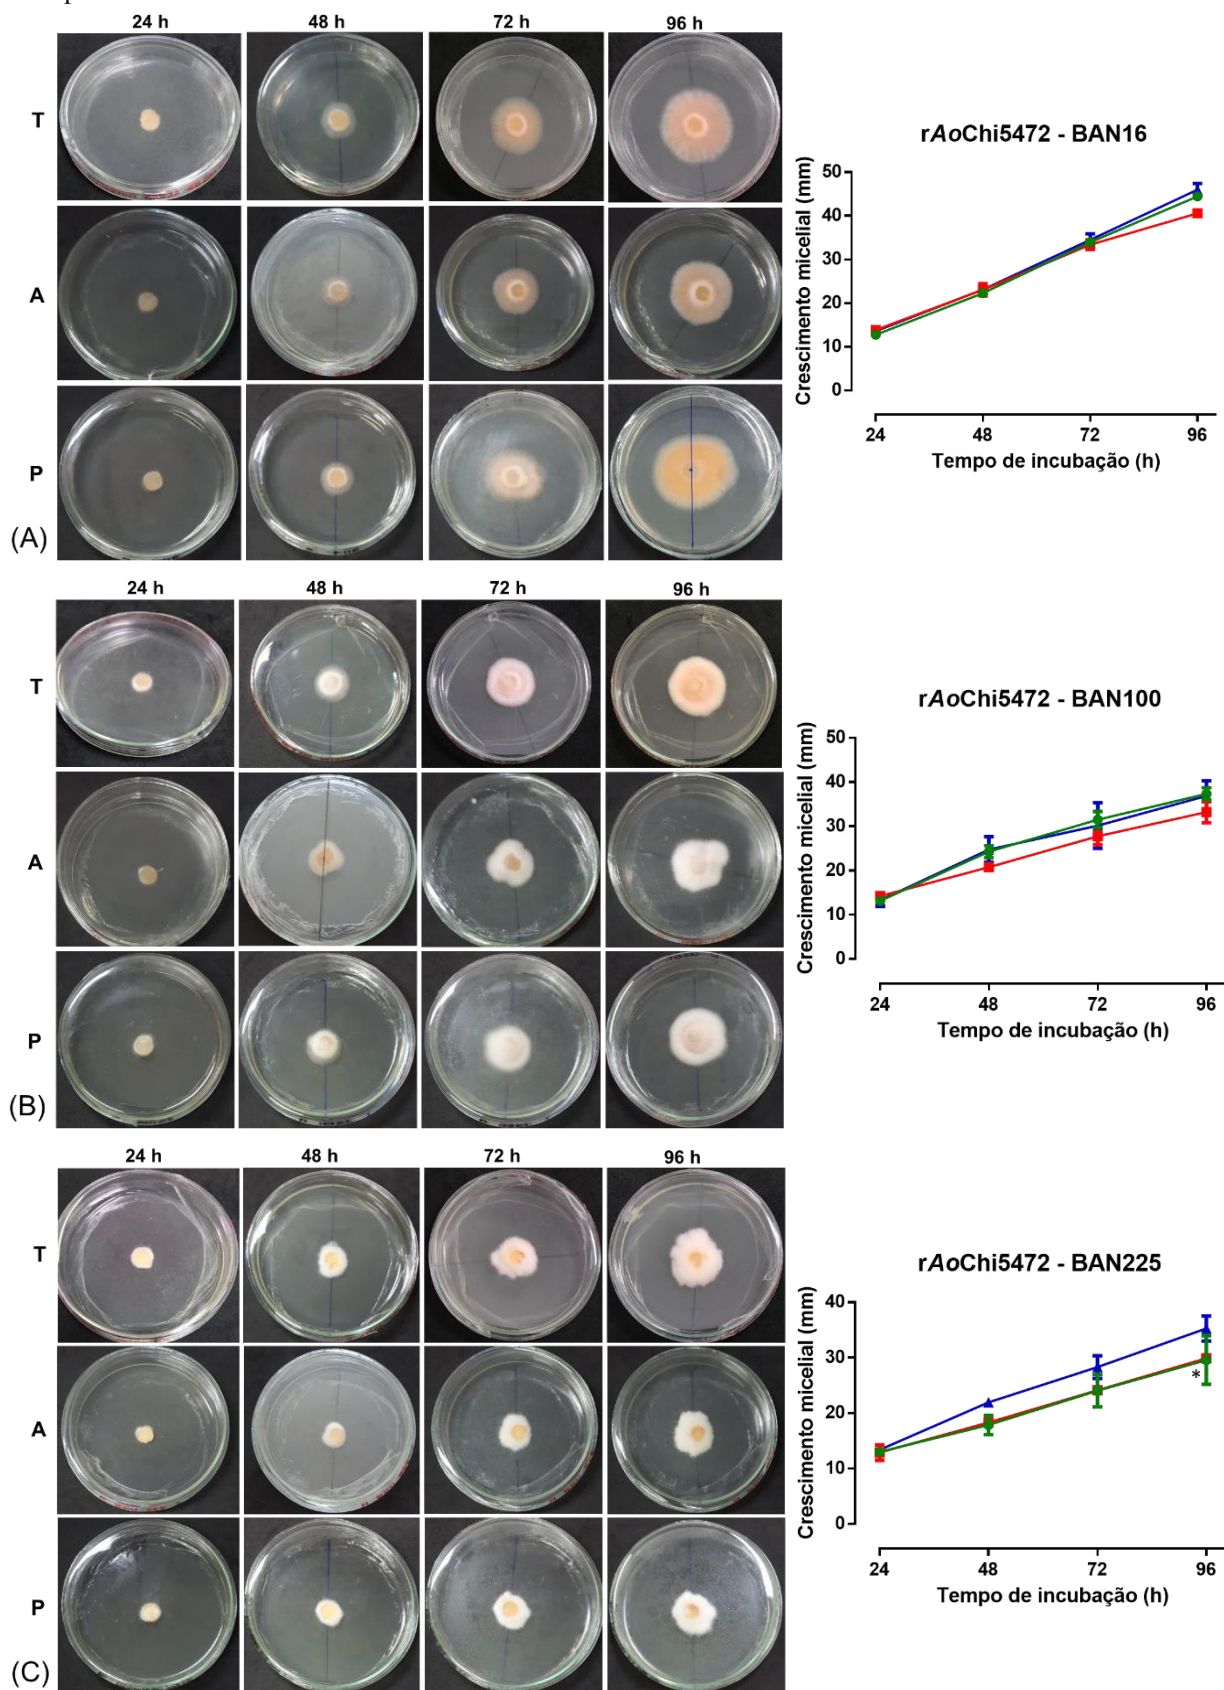 24 h 48 h 72 h 96 h
T
A
P
(A)
rAoChi5472 - BAN16
Crescimento micelial (mm)
50
40
30
20
10
0
24 48 72 96
Tempo de incubação (h)
24 h 48 h 72 h 96 h
T
A
P
(B)
rAoChi5472 - BAN100
Crescimento micelial (mm)
50
40
30
20
10
0
24 48 72 96
Tempo de incubação (h)
24 h 48 h 72 h 96 h
T
A
P
(C)
rAoChi5472 - BAN225
Crescimento micelial (mm)
40
30
20
10
0
*
24 48 72 96
Tempo de incubação (h)